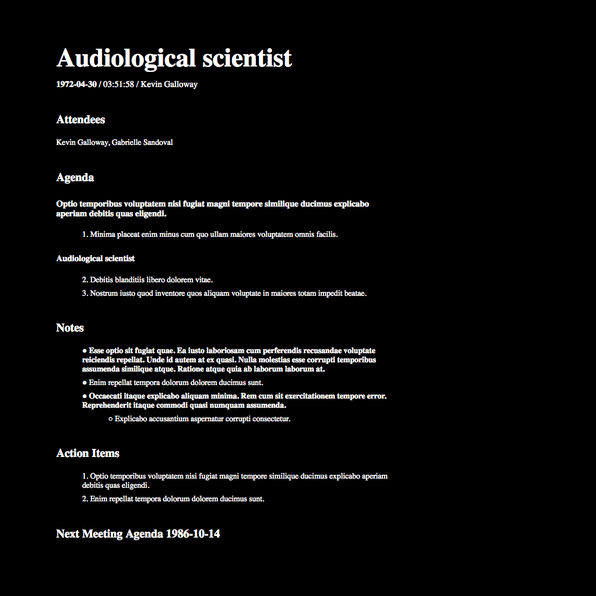 Audiological scientist
1972-04-30 / 03:51:58 / Kevin Galloway
Attendees
Kevin Galloway, Gabrielle Sandoval
Agenda
Optio temporibus voluptatem nisi fugiat magni tempore similique ducimus explicabo
aperiam debitis quas eligendi.
1. Minima placeat enim minus cum quo ullam maiores voluptatem omnis facilis.
Audiological scientist
2. Debitis blanditiis libero dolorem vitae.
3. Nostrum iusto quod inventore quos aliquam voluptate in maiores totam impedit beatae.
Notes
● Esse optio sit fugiat quae. Ea iusto laboriosam cum perferendis recusandae voluptate
reiciendis repellat. Unde id autem at ex quasi. Nulla molestias esse corrupti temporibus
assumenda similique atque. Ratione atque quia ab laborum laborum at.
● Enim repellat tempora dolorum dolorem ducimus sunt.
● Occaecati itaque explicabo aliquam minima. Rem cum sit exercitationem tempore error.
Reprehenderit itaque commodi quasi numquam assumenda.
○ Explicabo accusantium aspernatur corrupti consectetur.
Action Items
1. Optio temporibus voluptatem nisi fugiat magni tempore similique ducimus explicabo aperiam
debitis quas eligendi.
2. Enim repellat tempora dolorum dolorem ducimus sunt.
Next Meeting Agenda 1986-10-14